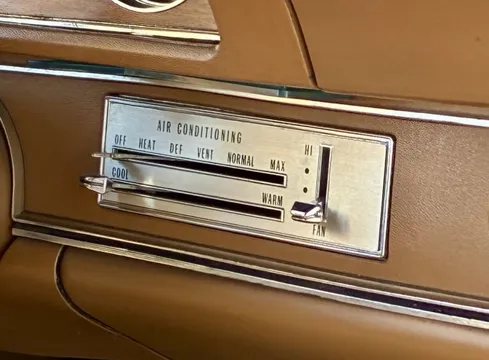 AIR CONDITIONING
OFF HEAT DEF VENT NORMAL MAX
COOL WARM
HI
FAN